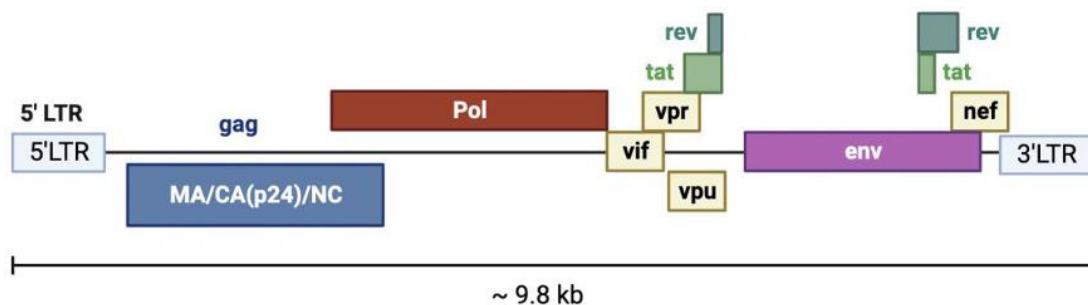 rev
rev
tat
tat
5' LTR
gag
Pol
vpr
nef
5'LTR
vif
env
3'LTR
MA/CA(p24)/NC
vpu
~ 9.8 kb